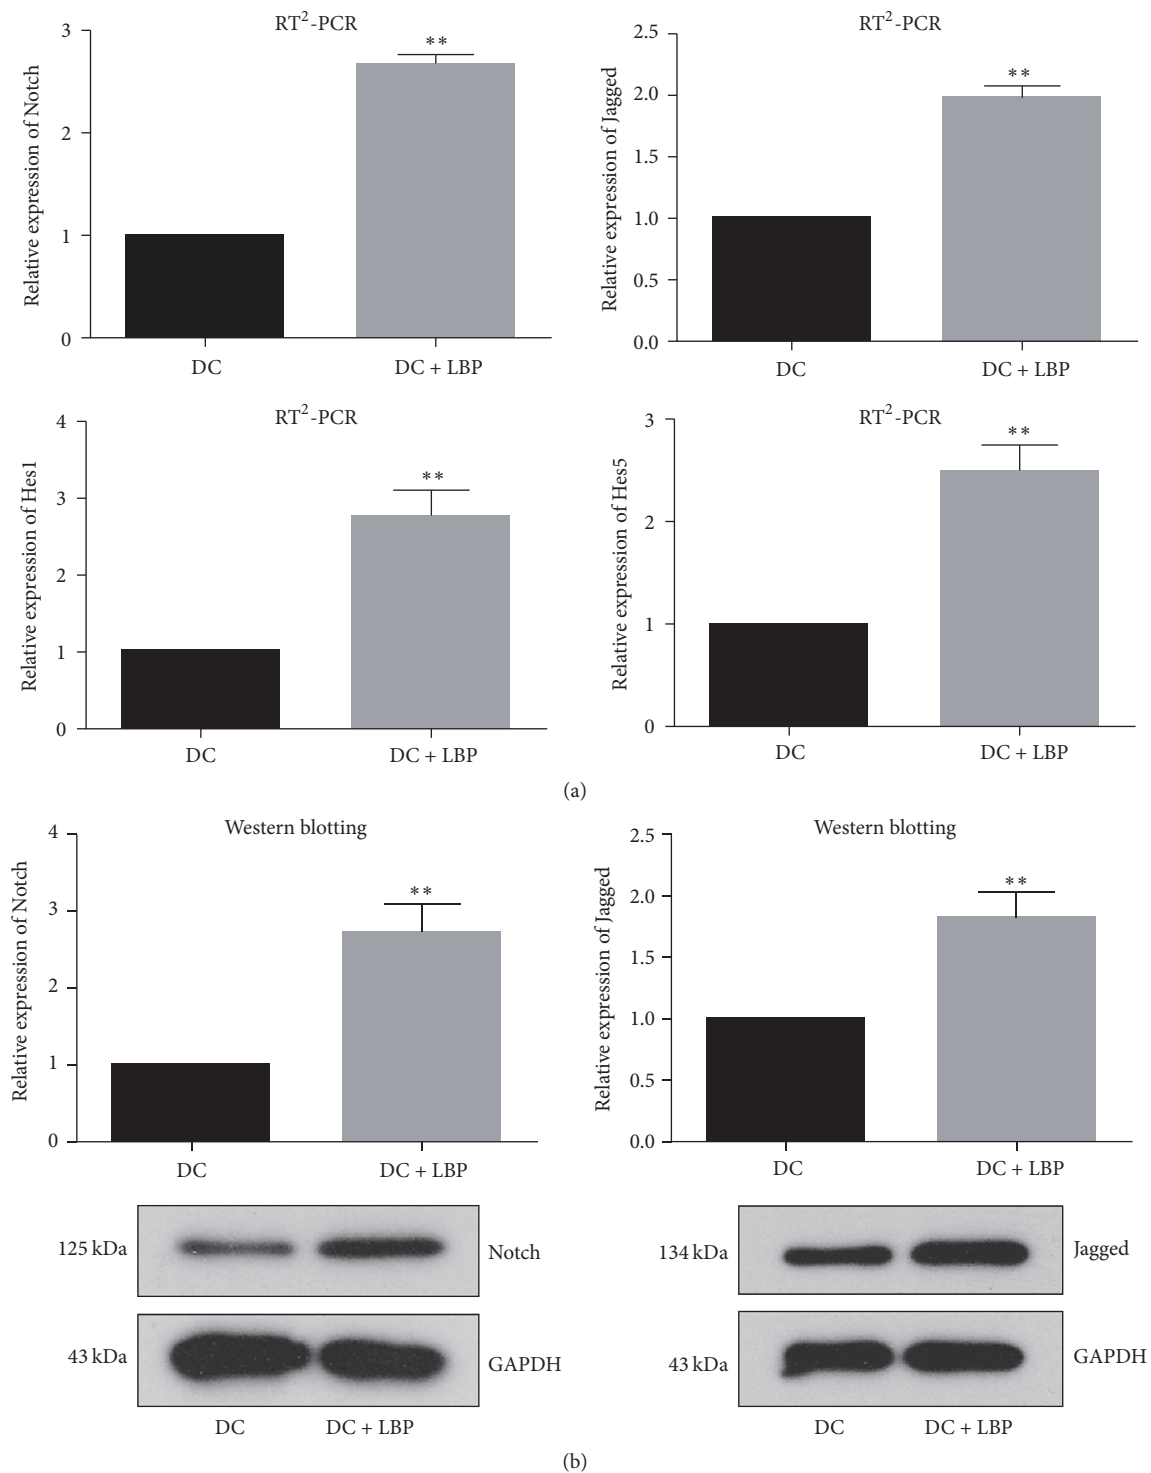 RT²-PCR
Relative expression of Notch
3
2
1
0
**
DC
DC + LBP
RT²-PCR
Relative expression of Jagged
2.5
2.0
1.5
1.0
0.5
0.0
**
DC
DC + LBP
RT²-PCR
Relative expression of Hes1
4
3
2
1
0
**
DC
DC + LBP
RT²-PCR
Relative expression of Hes5
3
2
1
0
**
DC
DC + LBP
(a)
Western blotting
Relative expression of Notch
4
3
2
1
0
**
DC
DC + LBP
Western blotting
Relative expression of Jagged
2.5
2.0
1.5
1.0
0.5
0.0
**
DC
DC + LBP
125 kDa
Notch
43 kDa
GAPDH
DC
DC + LBP
134 kDa
Jagged
43 kDa
GAPDH
DC
DC + LBP
(b)